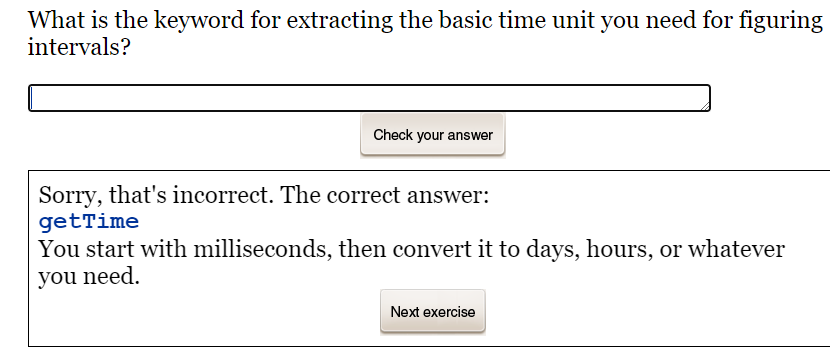 What is the keyword for extracting the basic time unit you need for figuring
intervals?
Check your answer
Sorry, that's incorrect. The correct answer:
getTime
You start with milliseconds, then convert it to days, hours, or whatever
you need.
Next exercise